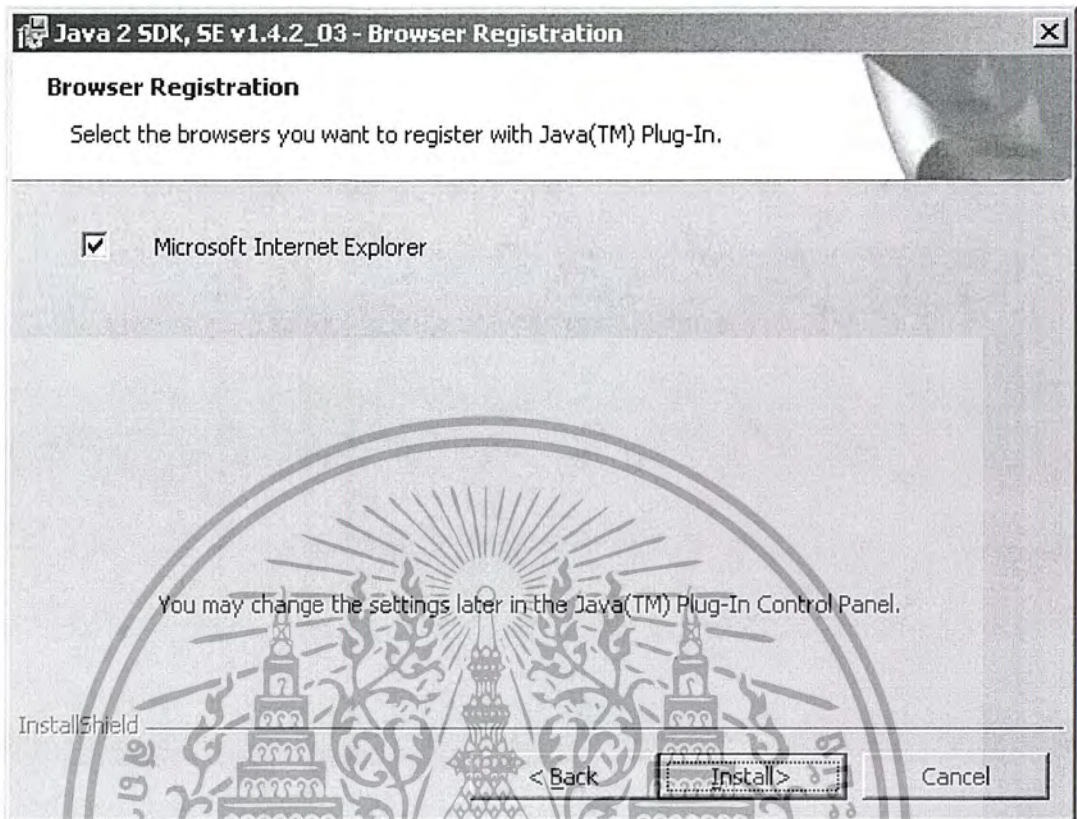 Java 2 SDK, SE v1.4.2_03 - Browser Registration
Browser Registration
Select the browsers you want to register with Java(TM) Plug-In.
Microsoft Internet Explorer
You may change the settings later in the Java(TM) Plug-In Control Panel.
InstallShield
< Back
Install>
Cancel